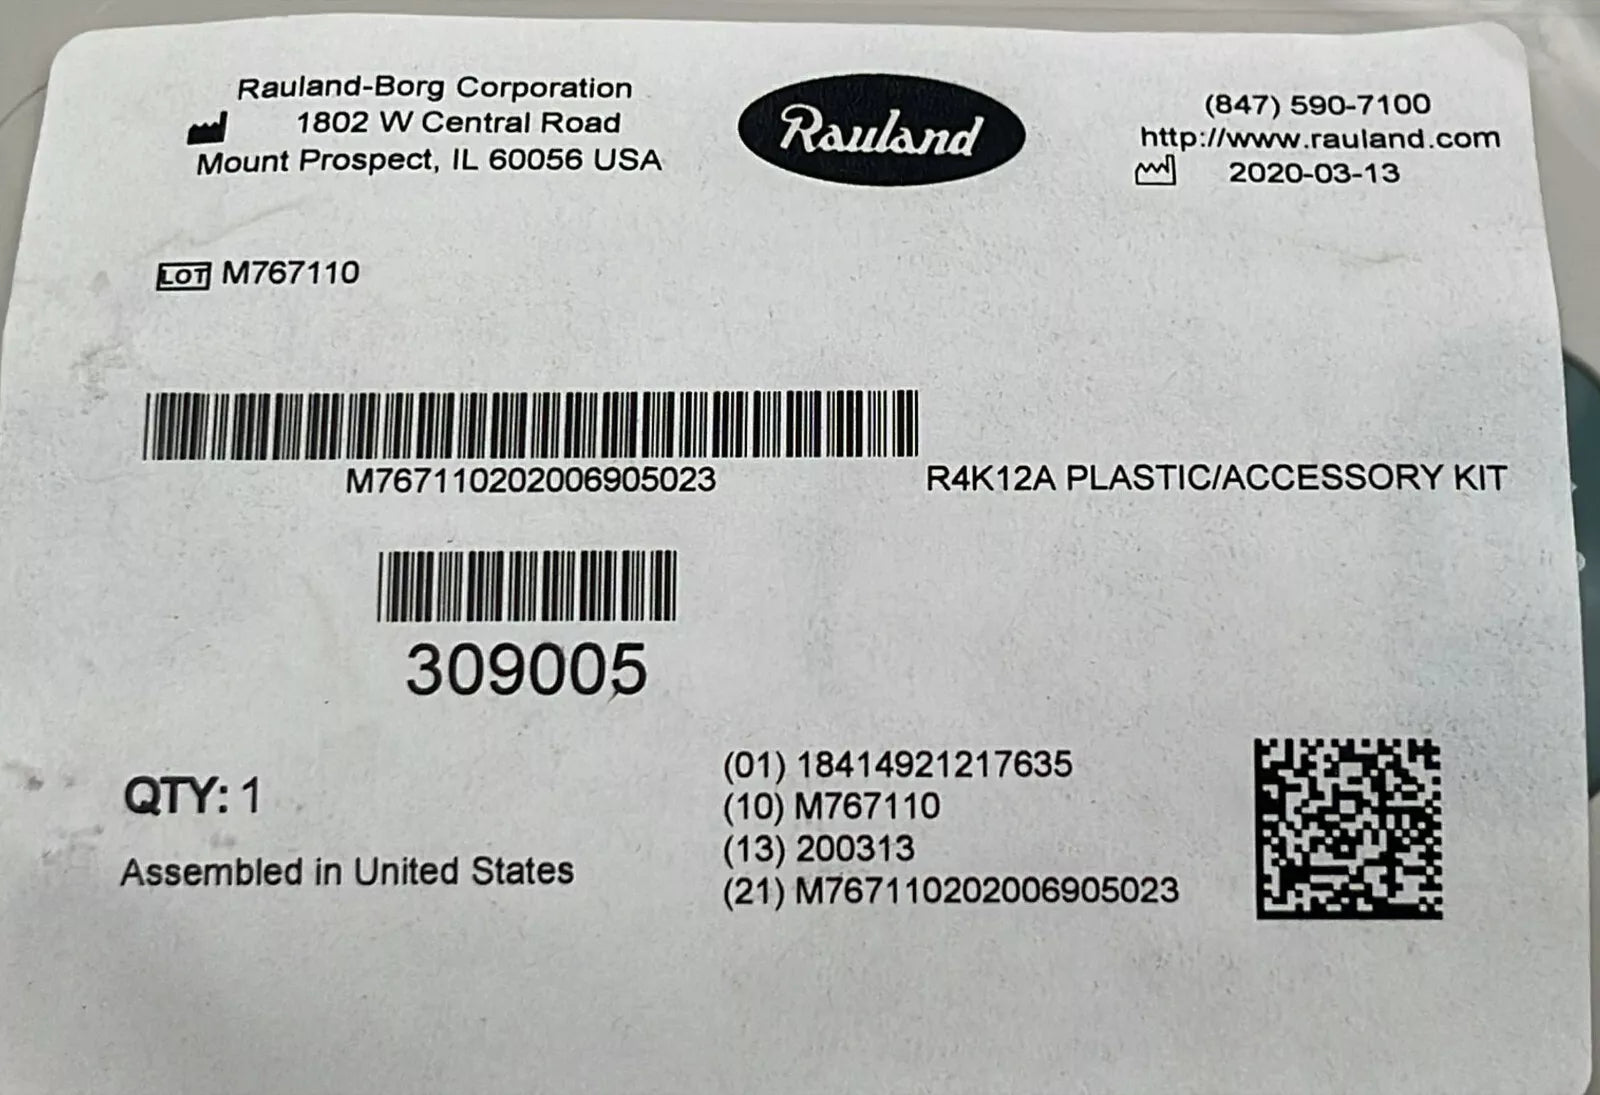 Rauland-Borg Corporation
1802 W Central Road
Mount Prospect, IL 60056 USA
Rauland
(847) 590-7100
http://www.rauland.com
2020-03-13
LOT M767110
M767110202006905023
R4K12A PLASTIC/ACCESSORY KIT
309005
QTY: 1
Assembled in United States
(01) 18414921217635
(10) M767110
(13) 200313
(21) M767110202006905023